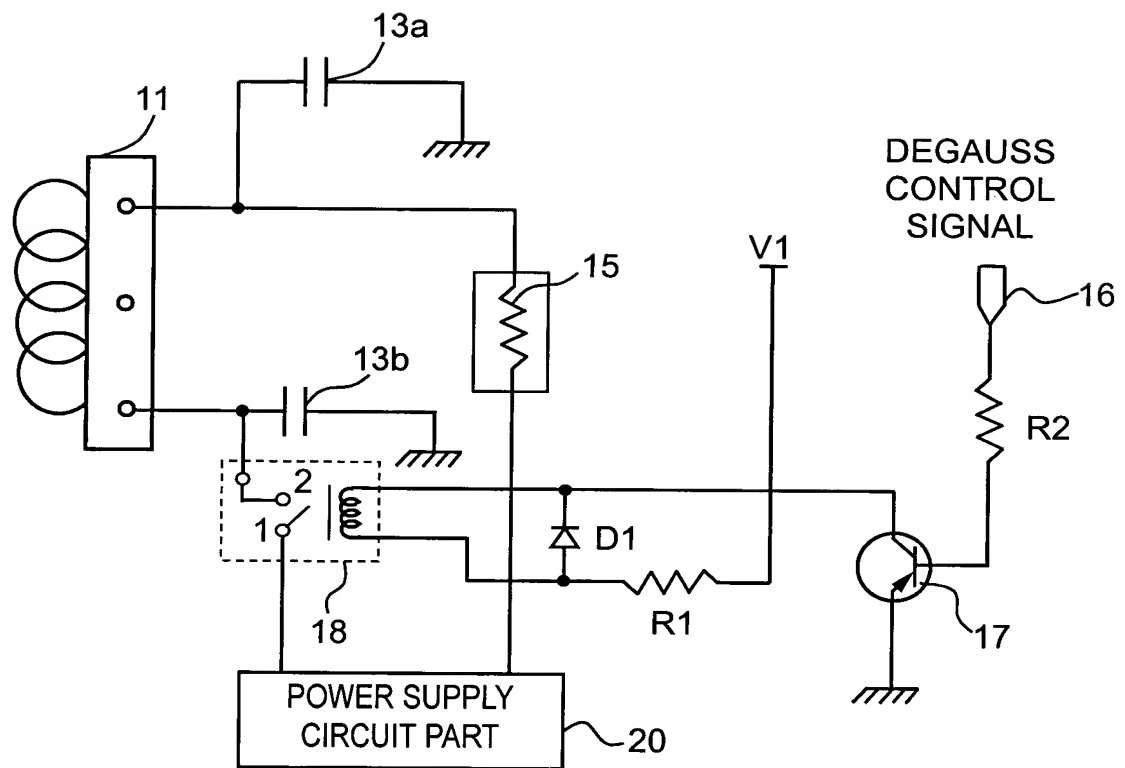 13a
11
DEGAUSS
CONTROL
SIGNAL
V1
15
16
13b
R2
2
1
D1
R1
18
17
POWER SUPPLY
CIRCUIT PART
20